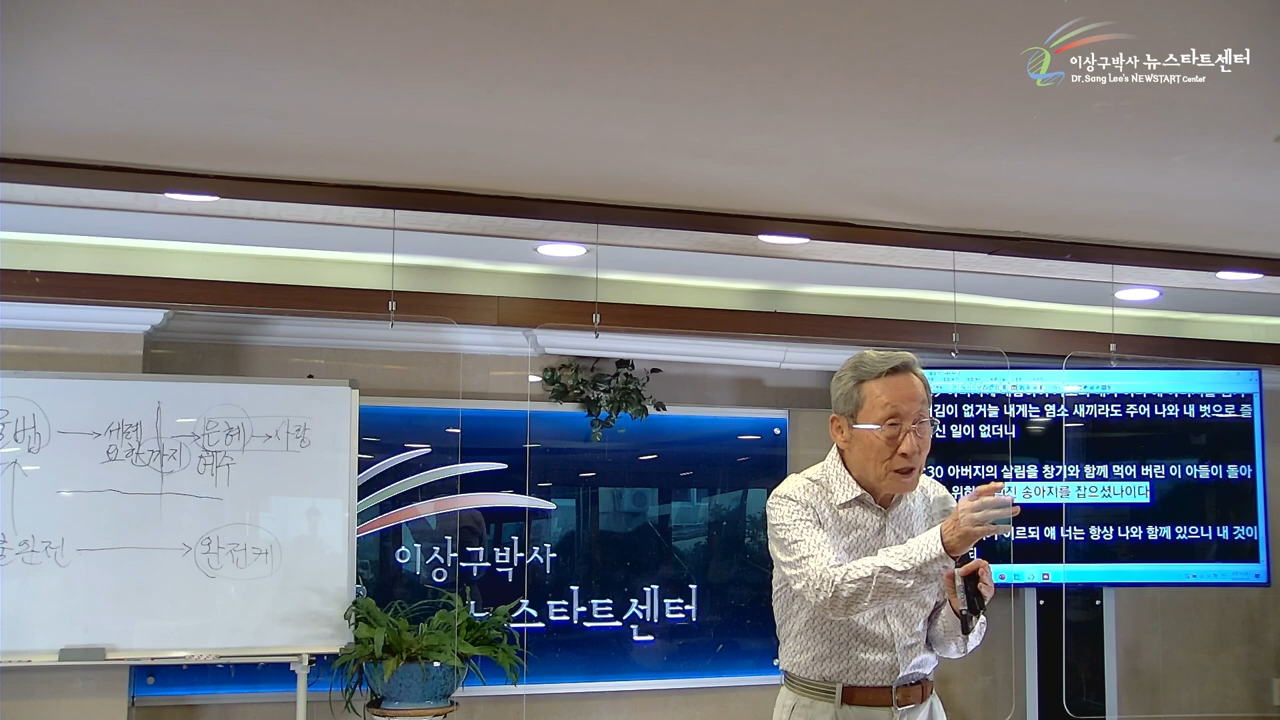 이상구박사 뉴스타트센터
Dr. Sang Lee's NEWSTART Center
율법 → 세례 요한까지 → 은혜 예수 → 사랑
불완전 → 완전케
이상구박사
뉴스타트센터
없거늘 내게는 염소 새끼라도 주어 나와 내 벗으로 즐
일이 없더니
:30 아버지의 살림을 창기와 함께 먹어 버린 이 아들이 돌아
송아지를 잡으셨나이다
이르되 얘 너는 항상 나와 함께 있으니 내 것이